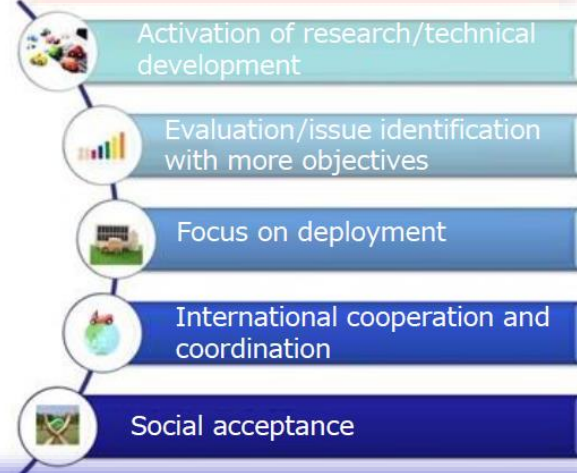 Activation of research/technical
development
Evaluation/issue identification
with more objectives
Focus on deployment
International cooperation and
coordination
Social acceptance